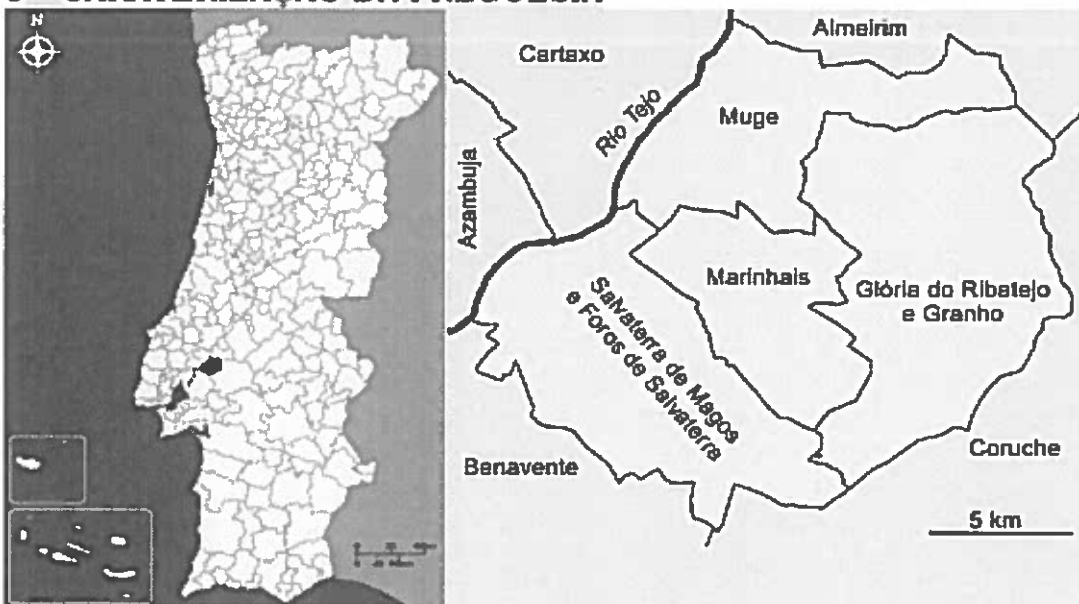 N
Cartaxo
Almeirim
Rio Tejo
Muge
Azambuja
Marinhais
Glória do Ribatejo
e Granho
Salvaterra de Magos
e Foros de Salvaterra
Benavente
Coruche
5 km